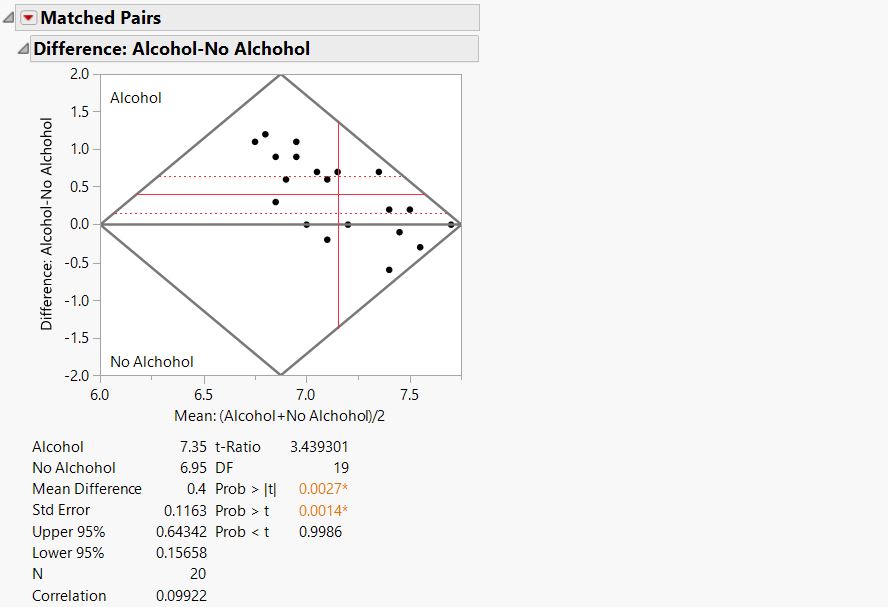 Matched Pairs
Difference: Alcohol-No Alchohol
Difference: Alcohol-No Alchohol
2.0
1.5
1.0
0.5
0.0
-0.5
-1.0
-1.5
-2.0
Alcohol
No Alchohol
6.0 6.5 7.0 7.5
Mean: (Alcohol+No Alchohol)/2
Alcohol 7.35 t-Ratio 3.439301
No Alchohol 6.95 DF 19
Mean Difference 0.4 Prob > |t| 0.0027*
Std Error 0.1163 Prob > t 0.0014*
Upper 95% 0.64342 Prob < t 0.9986
Lower 95% 0.15658
N 20
Correlation 0.09922